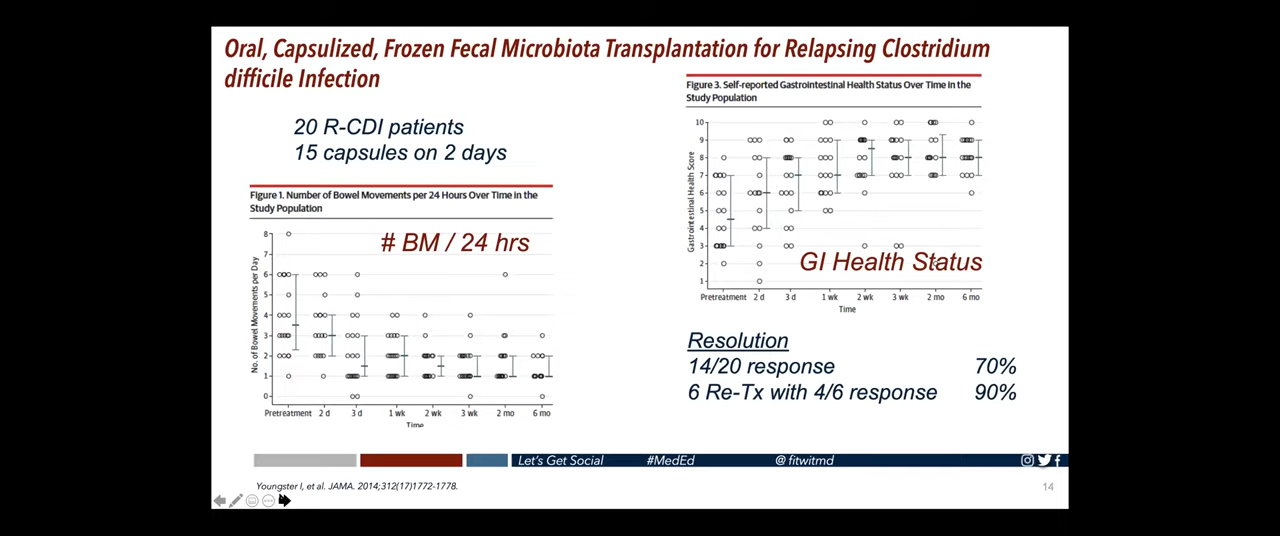 Oral, Capsulized, Frozen Fecal Microbiota Transplantation for Relapsing Clostridium
difficile Infection
20 R-CDI patients
15 capsules on 2 days
Figure 1. Number of Bowel Movements per 24 Hours Over Time in the
Study Population
# BM / 24 hrs
No. of Bowel Movements per Day
8
7
6
5
4
3
2
1
0
Pretreatment 2 d 3 d 1 wk 2 wk 3 wk 2 mo 6 mo
Time
Figure 3. Self-reported Gastrointestinal Health Status Over Time in the
Study Population
Gastrointestinal Health Score
10
9
8
7
6
5
4
3
2
1
GI Health Status
Pretreatment 2 d 3 d 1 wk 2 wk 3 wk 2 mo 6 mo
Time
Resolution
14/20 response 70%
6 Re-Tx with 4/6 response 90%
Let's Get Social #MedEd @ fitwitmd
Youngster I, et al. JAMA. 2014;312(17)1772-1778.
14